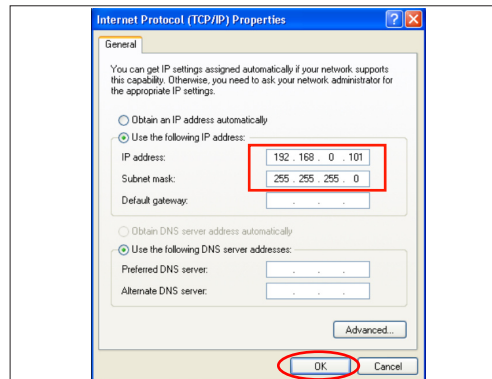 Internet Protocol (TCP/IP) Properties
General
You can get IP settings assigned automatically if your network supports
this capability. Otherwise, you need to ask your network administrator for
the appropriate IP settings.
Obtain an IP address automatically
Use the following IP address:
IP address: 192 . 168 . 0 . 101
Subnet mask: 255 . 255 . 255 . 0
Default gateway: . . .
Obtain DNS server address automatically
Use the following DNS server addresses:
Preferred DNS server: . . .
Alternate DNS server: . . .
Advanced...
OK Cancel